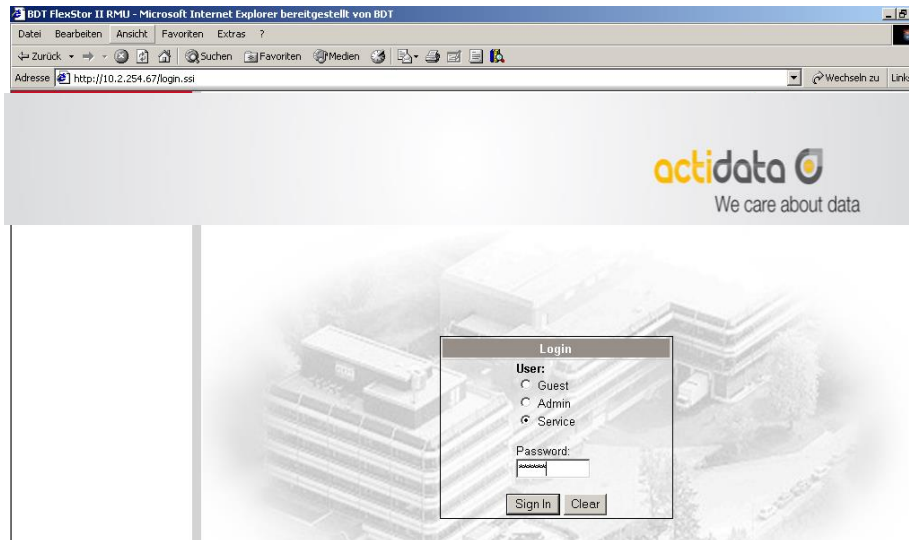 BDT FlexStor II RMU - Microsoft Internet Explorer bereitgestellt von BDT
Datei Bearbeiten Ansicht Favoriten Extras ?
Zurück Suchen Favoriten Medien
Adresse http://10.2.254.67/login.ssi Wechseln zu Links
actidata
We care about data
Login
User:
Guest
Admin
Service
Password:
*******
Sign In Clear